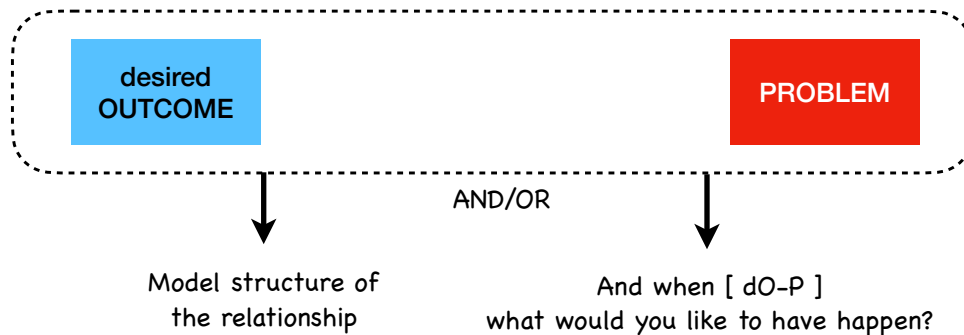 desired
OUTCOME
PROBLEM
AND/OR
Model structure of
the relationship
And when [ dO-P ]
what would you like to have happen?